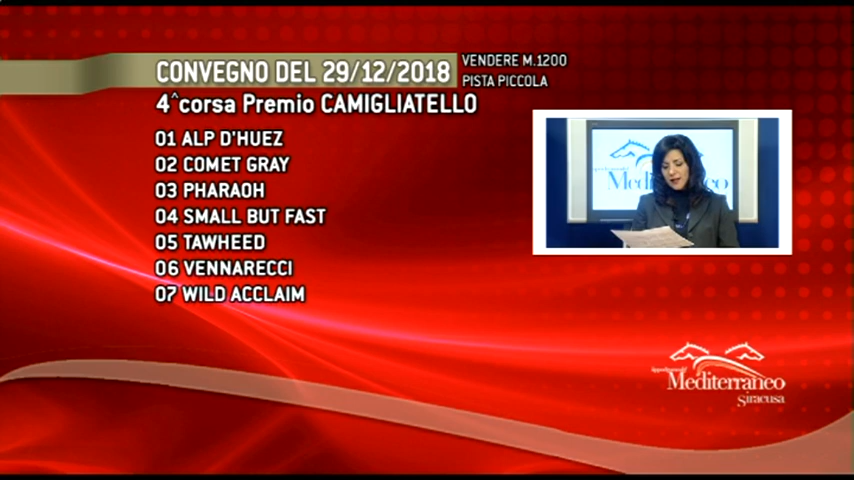 CONVEGNO DEL 29/12/2018
VENDERE M.1200
PISTA PICCOLA
4^corsa Premio CAMIGLIATELLO
01 ALP D'HUEZ
02 COMET GRAY
03 PHARAOH
04 SMALL BUT FAST
05 TAWHEED
06 VENNARECCI
07 WILD ACCLAIM
Mediterraneo
Mediterraneo
Siracusa